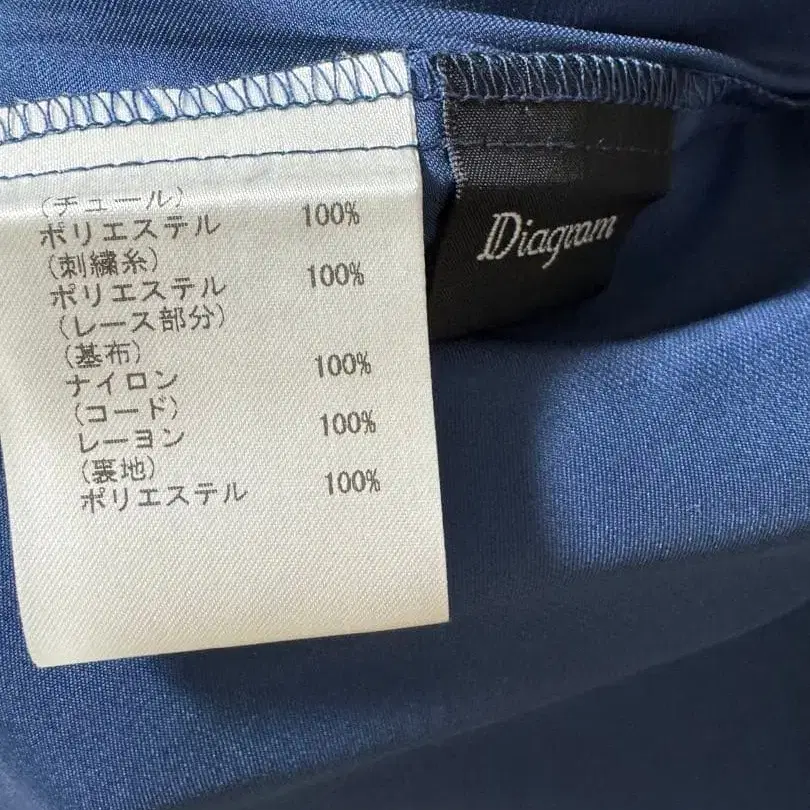 (チュール)
ポリエステル 100%
(刺繍糸)
ポリエステル 100%
(レース部分)
(基布)
ナイロン 100%
(コード)
レーヨン 100%
(裏地)
ポリエステル 100%
Diagram